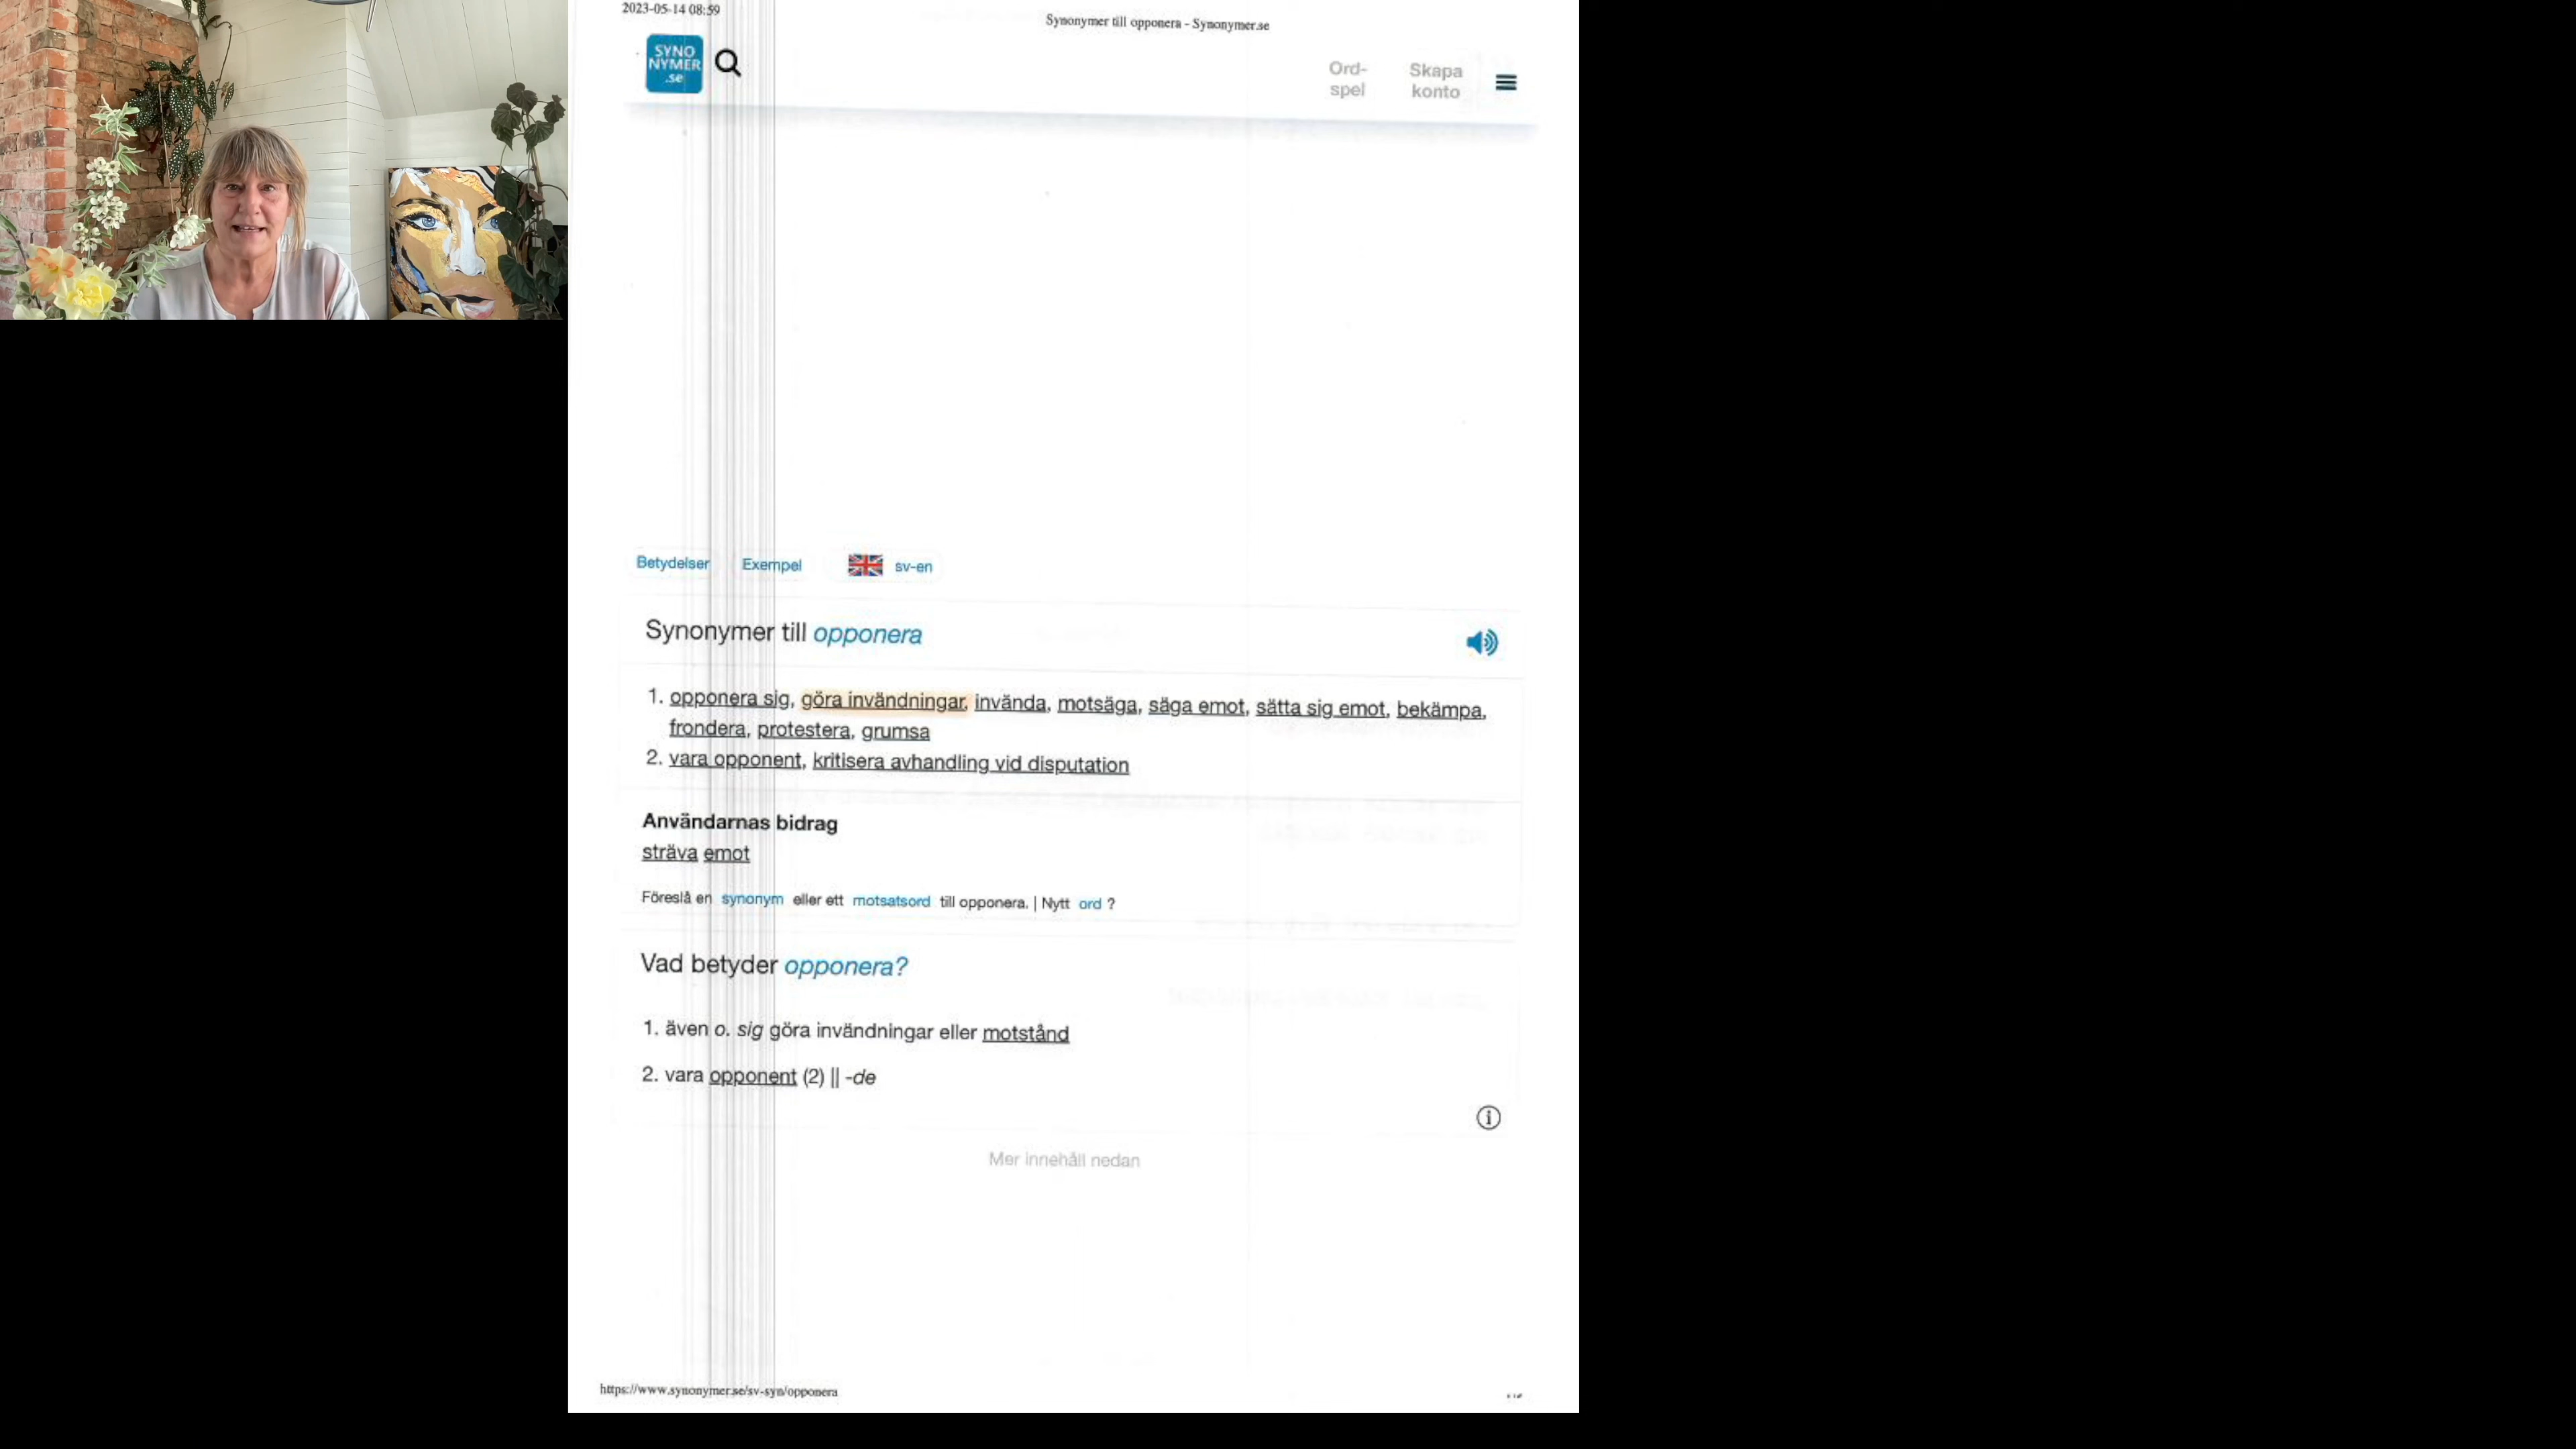 2023-05-14 08:59
Synonymer till opponera - Synonymer.se
SYNO
NYMER
.se
Ord-
spel
Skapa
konto
Betydelser Exempel sv-en
Synonymer till opponera
1. opponera sig, göra invändningar, invända, motsäga, säga emot, sätta sig emot, bekämpa,
frondera, protestera, grumsa
2. vara opponent, kritisera avhandling vid disputation
Användarnas bidrag
sträva emot
Föreslå en synonym eller ett motsatsord till opponera. | Nytt ord ?
Vad betyder opponera?
1. även o. sig göra invändningar eller motstånd
2. vara opponent (2) || -de
Mer innehåll nedan
https://www.synonymer.se/sv-syn/opponera